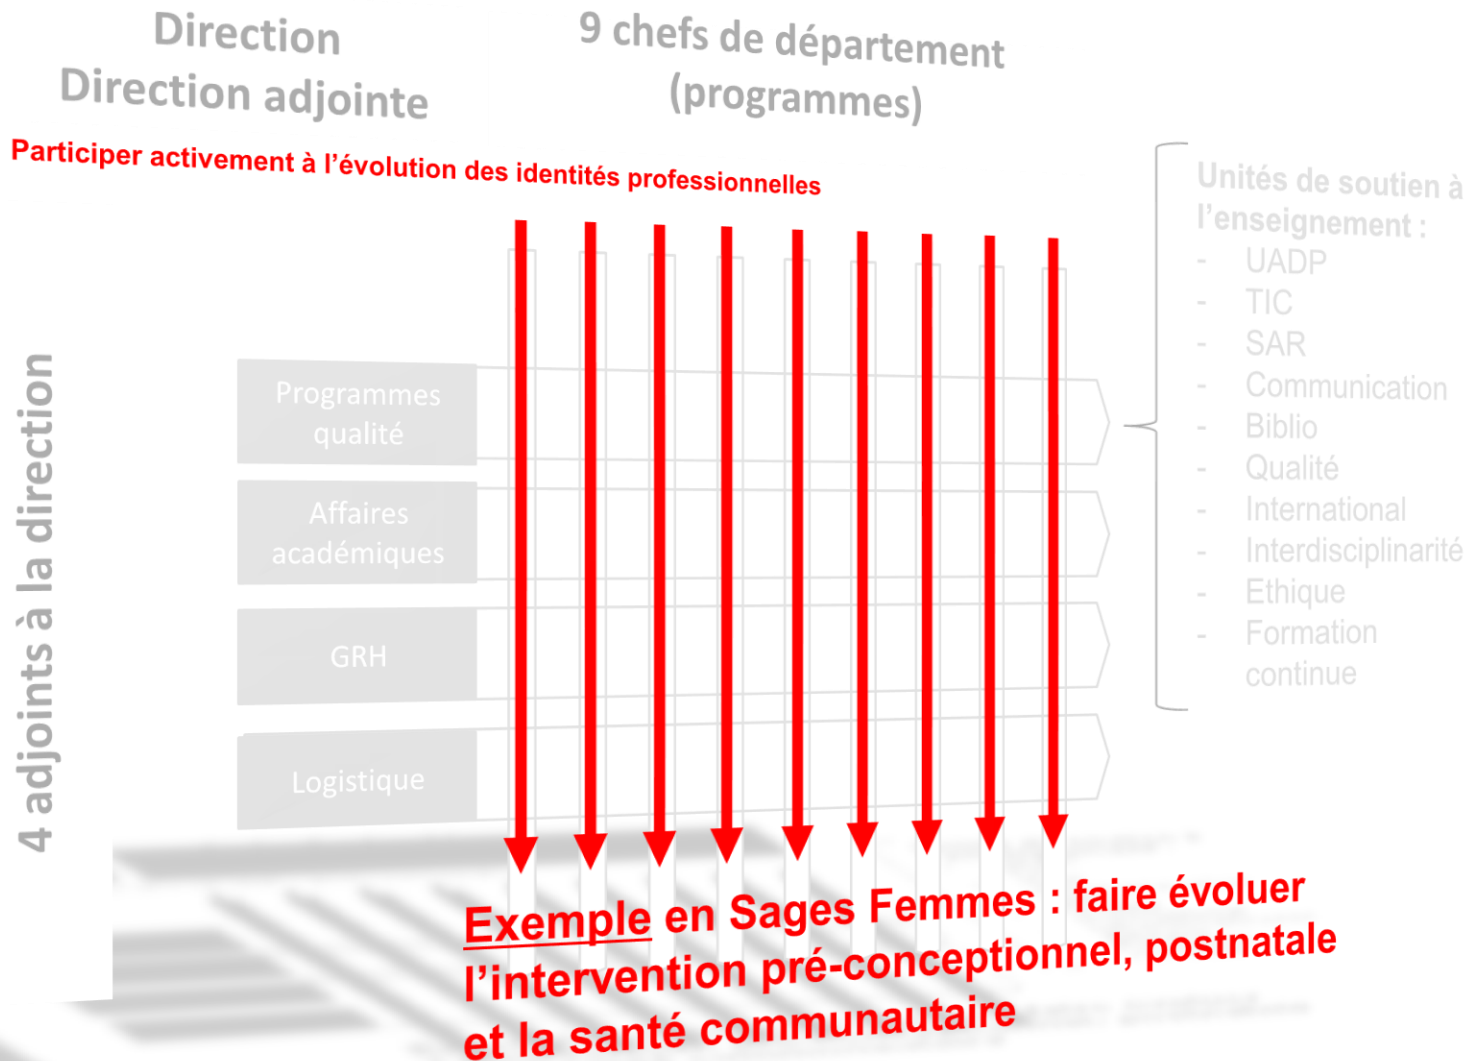 Direction
Direction adjointe
9 chefs de département
(programmes)
Participer activement à l’évolution des identités professionnelles
4 adjoints à la direction
Programmes
qualité
Affaires
académiques
GRH
Logistique
Unités de soutien à
l’enseignement :
- UADP
- TIC
- SAR
- Communication
- Biblio
- Qualité
- International
- Interdisciplinarité
- Ethique
- Formation
continue
Exemple en Sages Femmes : faire évoluer
l’intervention pré-conceptionnel, postnatale
et la santé communautaire